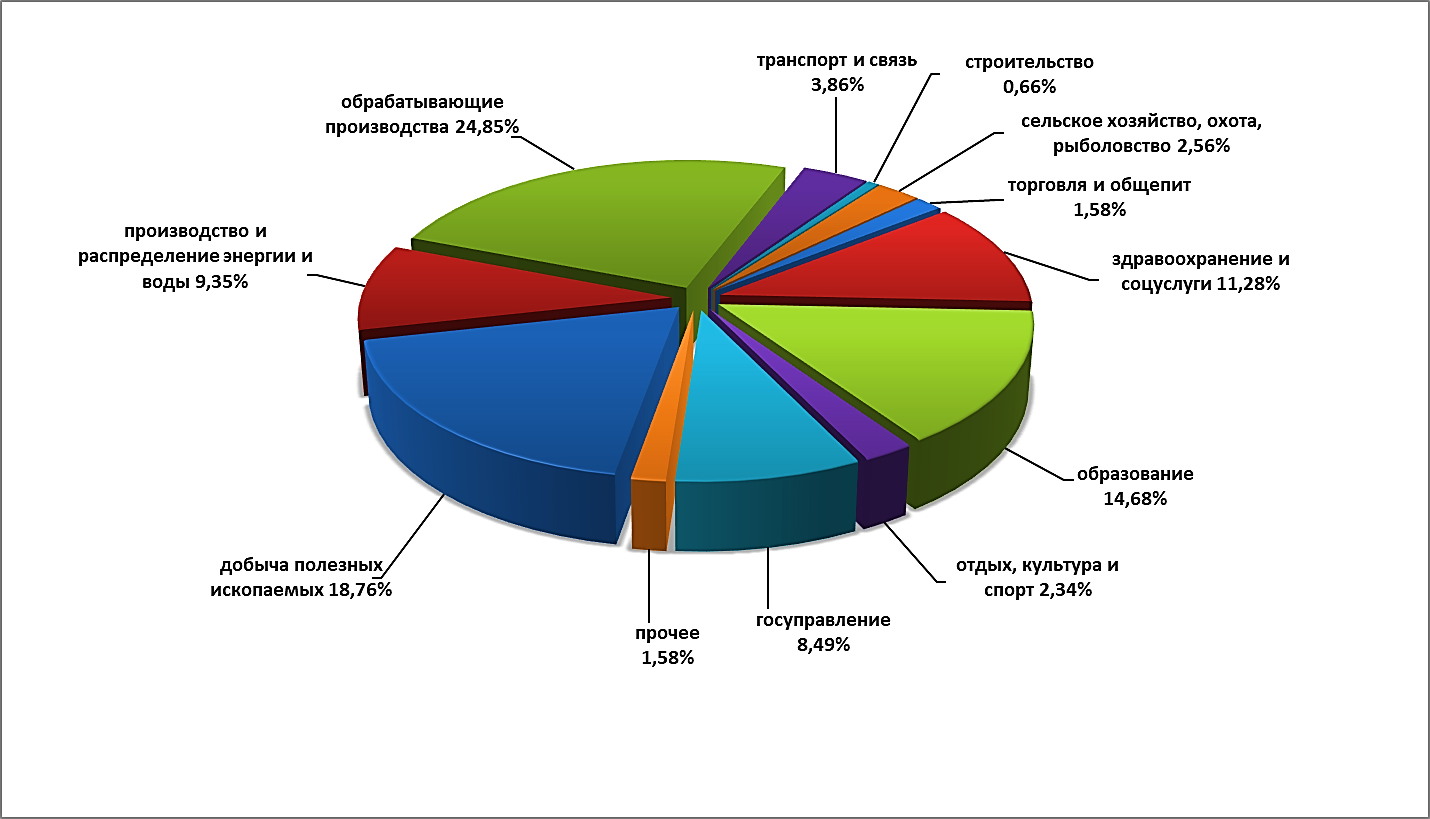 транспорт и связь
3,86%
строительство
0,66%
обрабатывающие
производства 24,85%
сельское хозяйство, охота,
рыболовство 2,56%
торговля и общепит
1,58%
производство и
распределение энергии и
воды 9,35%
здравоохранение и
соцуслуги 11,28%
образование
14,68%
добыча полезных
ископаемых 18,76%
отдых, культура и
спорт 2,34%
госуправление
8,49%
прочее
1,58%